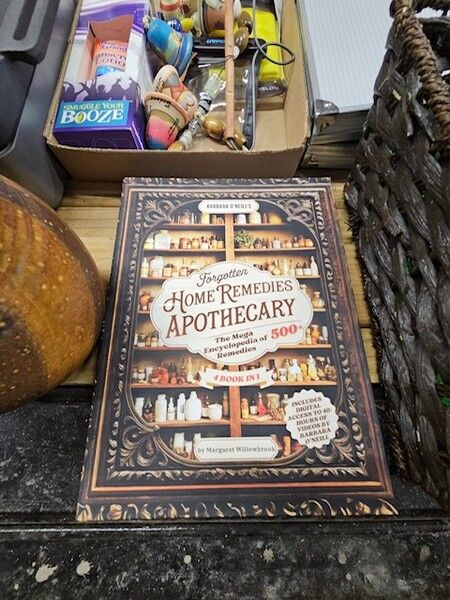 SMUGGLE YOUR
BOOZE
BARBARA O'NEILL'S
Forgotten
HOME REMEDIES
APOTHECARY
The Mega
Encyclopedia of 500+
Remedies
4 BOOK IN 1
INCLUDES
DIGITAL
ACCESS TO 40+
HOURS OF
VIDEOS BY
BARBARA
O'NEILL
by Margaret Willowbrook